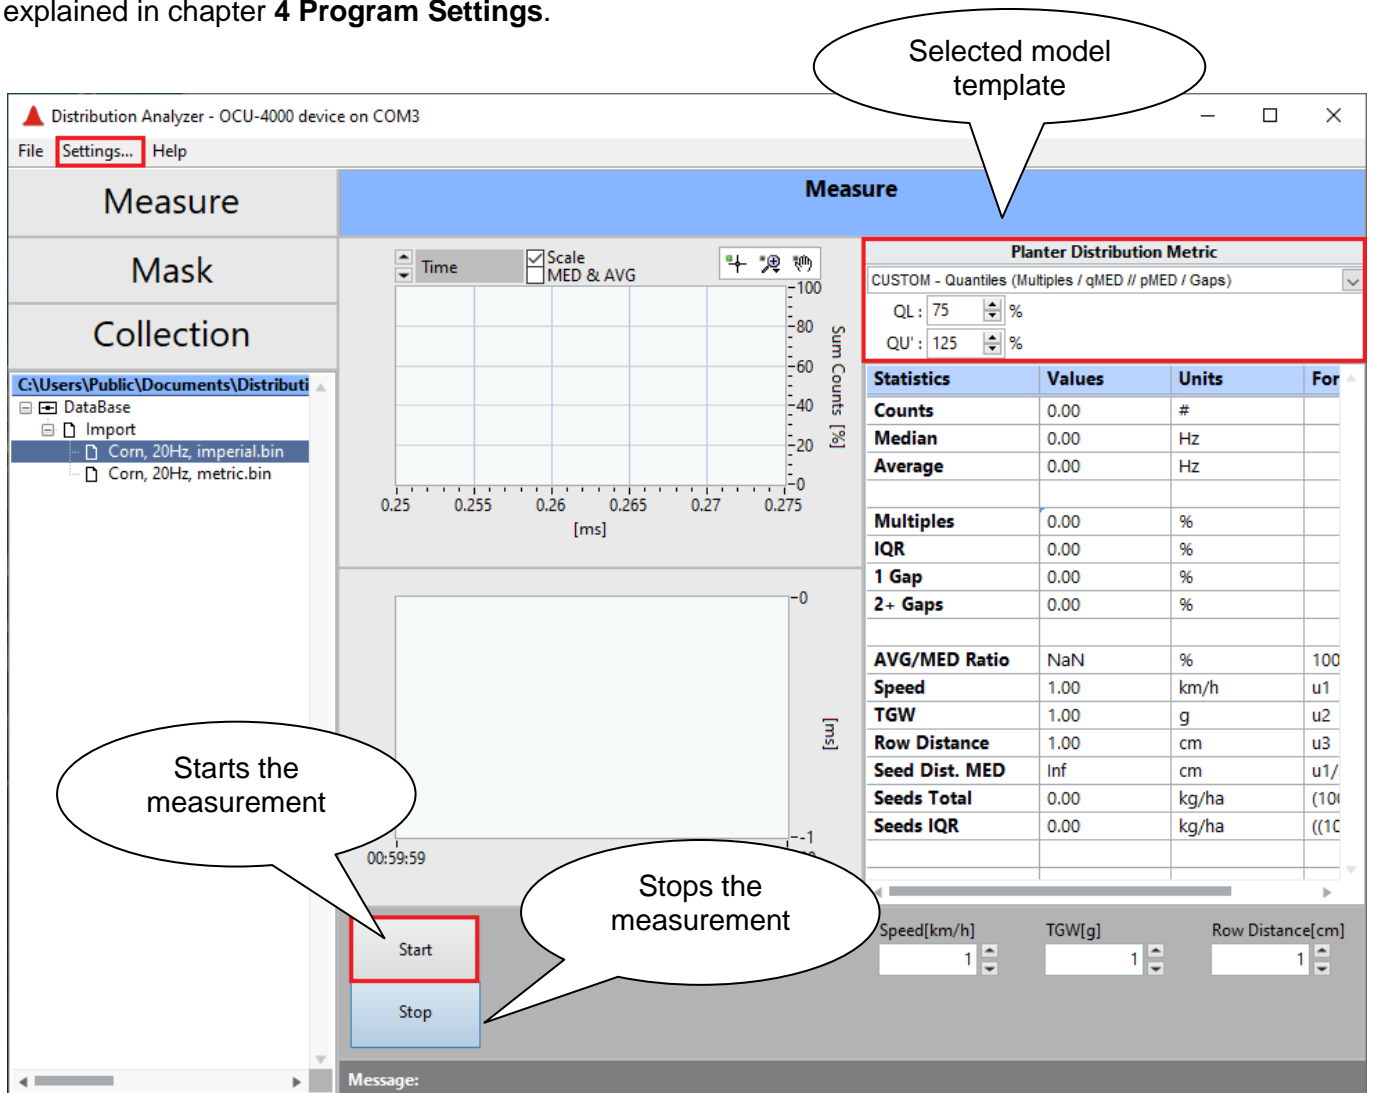 explained in chapter 4 Program Settings.
Selected model
template
Distribution Analyzer - OCU-4000 device on COM3
File Settings... Help
Measure
Mask
Collection
C:\Users\Public\Documents\Distributi
DataBase
Import
Corn, 20Hz, imperial.bin
Corn, 20Hz, metric.bin
Measure
Time
Scale
MED & AVG
100
80
60
40
20
0
Sum Counts [%]
0.25 0.255 0.26 0.265 0.27 0.275
[ms]
0
-1
[ms]
00:59:59
Planter Distribution Metric
CUSTOM - Quantiles (Multiples / qMED // pMED / Gaps)
QL: 75 %
QU': 125 %
Statistics Values Units For
Counts 0.00 #
Median 0.00 Hz
Average 0.00 Hz
Multiples 0.00 %
IQR 0.00 %
1 Gap 0.00 %
2+ Gaps 0.00 %
AVG/MED Ratio NaN % 100
Speed 1.00 km/h u1
TGW 1.00 g u2
Row Distance 1.00 cm u3
Seed Dist. MED Inf cm u1/
Seeds Total 0.00 kg/ha (100
Seeds IQR 0.00 kg/ha ((10
Starts the
measurement
Stops the
measurement
Start
Stop
Speed[km/h] TGW[g] Row Distance[cm]
1 1 1
Message: